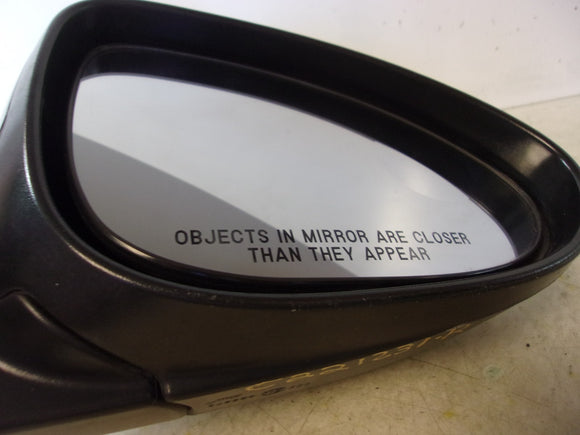 OBJECTS IN MIRROR ARE CLOSER
THAN THEY APPEAR